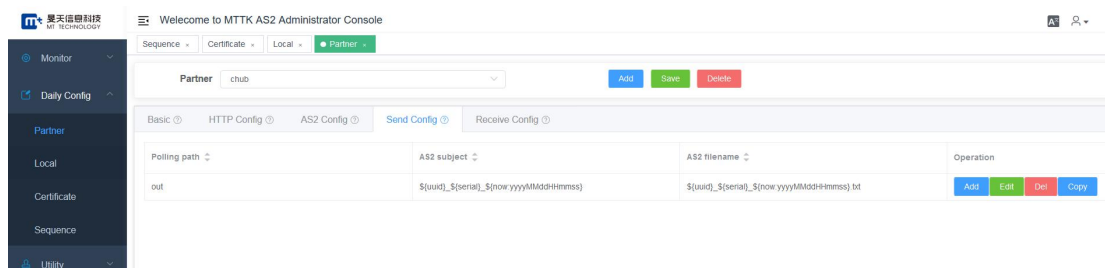 mt 昊天信息科技
MT TECHNOLOGY
Welcome to MTTK AS2 Administrator Console
Sequence × Certificate × Local × Partner ×
Monitor
Partner chub Add Save Delete
Daily Config
Basic HTTP Config AS2 Config Send Config Receive Config
Partner
Polling path AS2 subject AS2 filename Operation
Local
out ${uuid}_${serial}_${now:yyyyMMddHHmmss} ${uuid}_${serial}_${now:yyyyMMddHHmmss}.txt Add Edit Del Copy
Certificate
Sequence
Utility